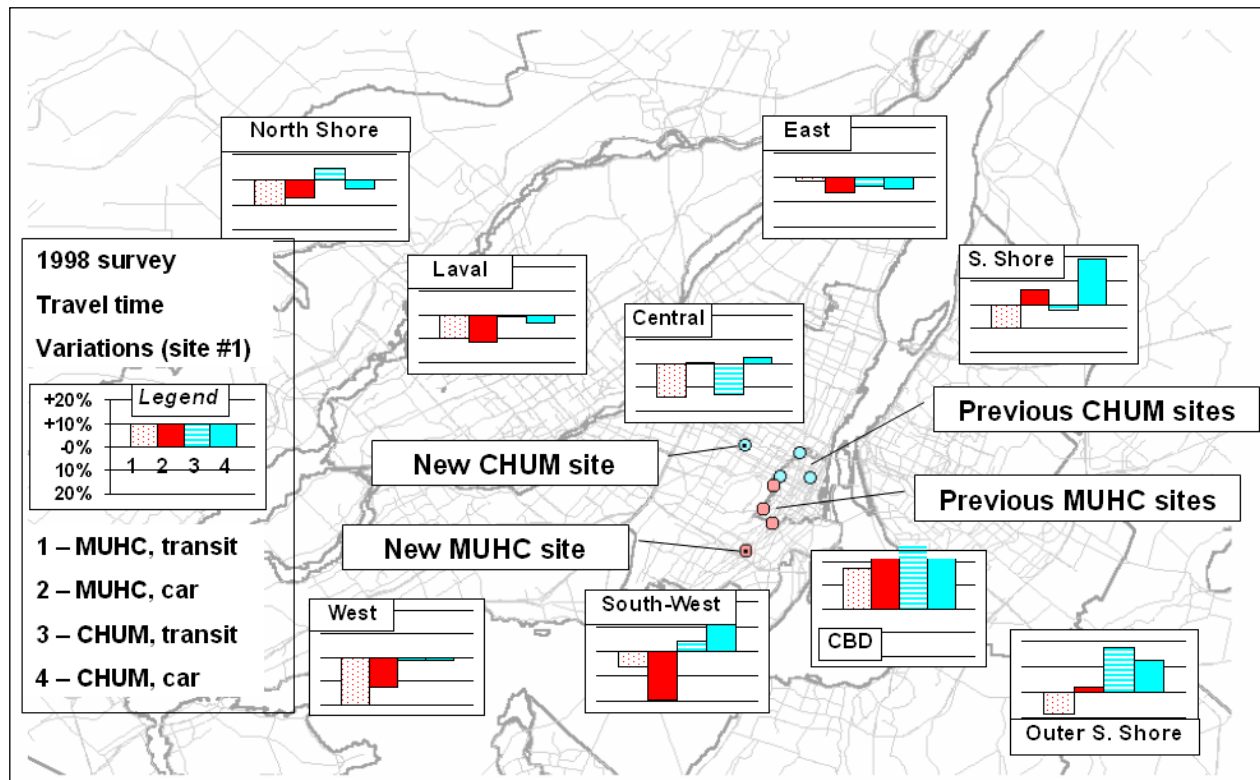 North Shore
East
1998 survey
Travel time
Variations (site #1)
Legend
+20%
+10%
-0%
10%
20%
1 2 3 4
1 – MUHC, transit
2 – MUHC, car
3 – CHUM, transit
4 – CHUM, car
Laval
Central
S. Shore
Previous CHUM sites
New CHUM site
Previous MUHC sites
New MUHC site
West
South-West
CBD
Outer S. Shore